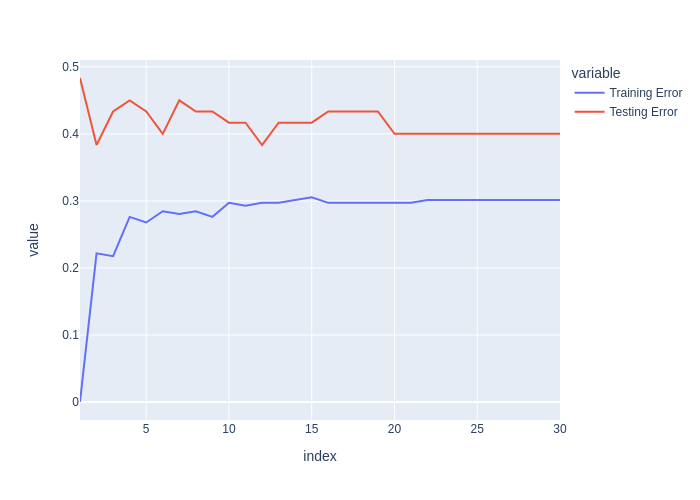 variable
Training Error
Testing Error
value
0.5
0.4
0.3
0.2
0.1
0
5 10 15 20 25 30
index